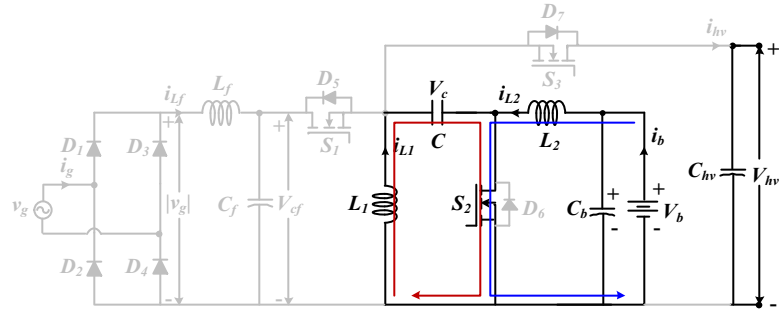 D7
ihv
+
S3
iLf
Lf
D5
Vc
iL2
D1
D3
+
+
S1
C
L2
ib
iL1
ig
Chv
Vhv
vg
|vg|
Cf
Vcf
L1
S2
D6
Cb
+
-
+
-
Vb
D2
D4
-
-
-